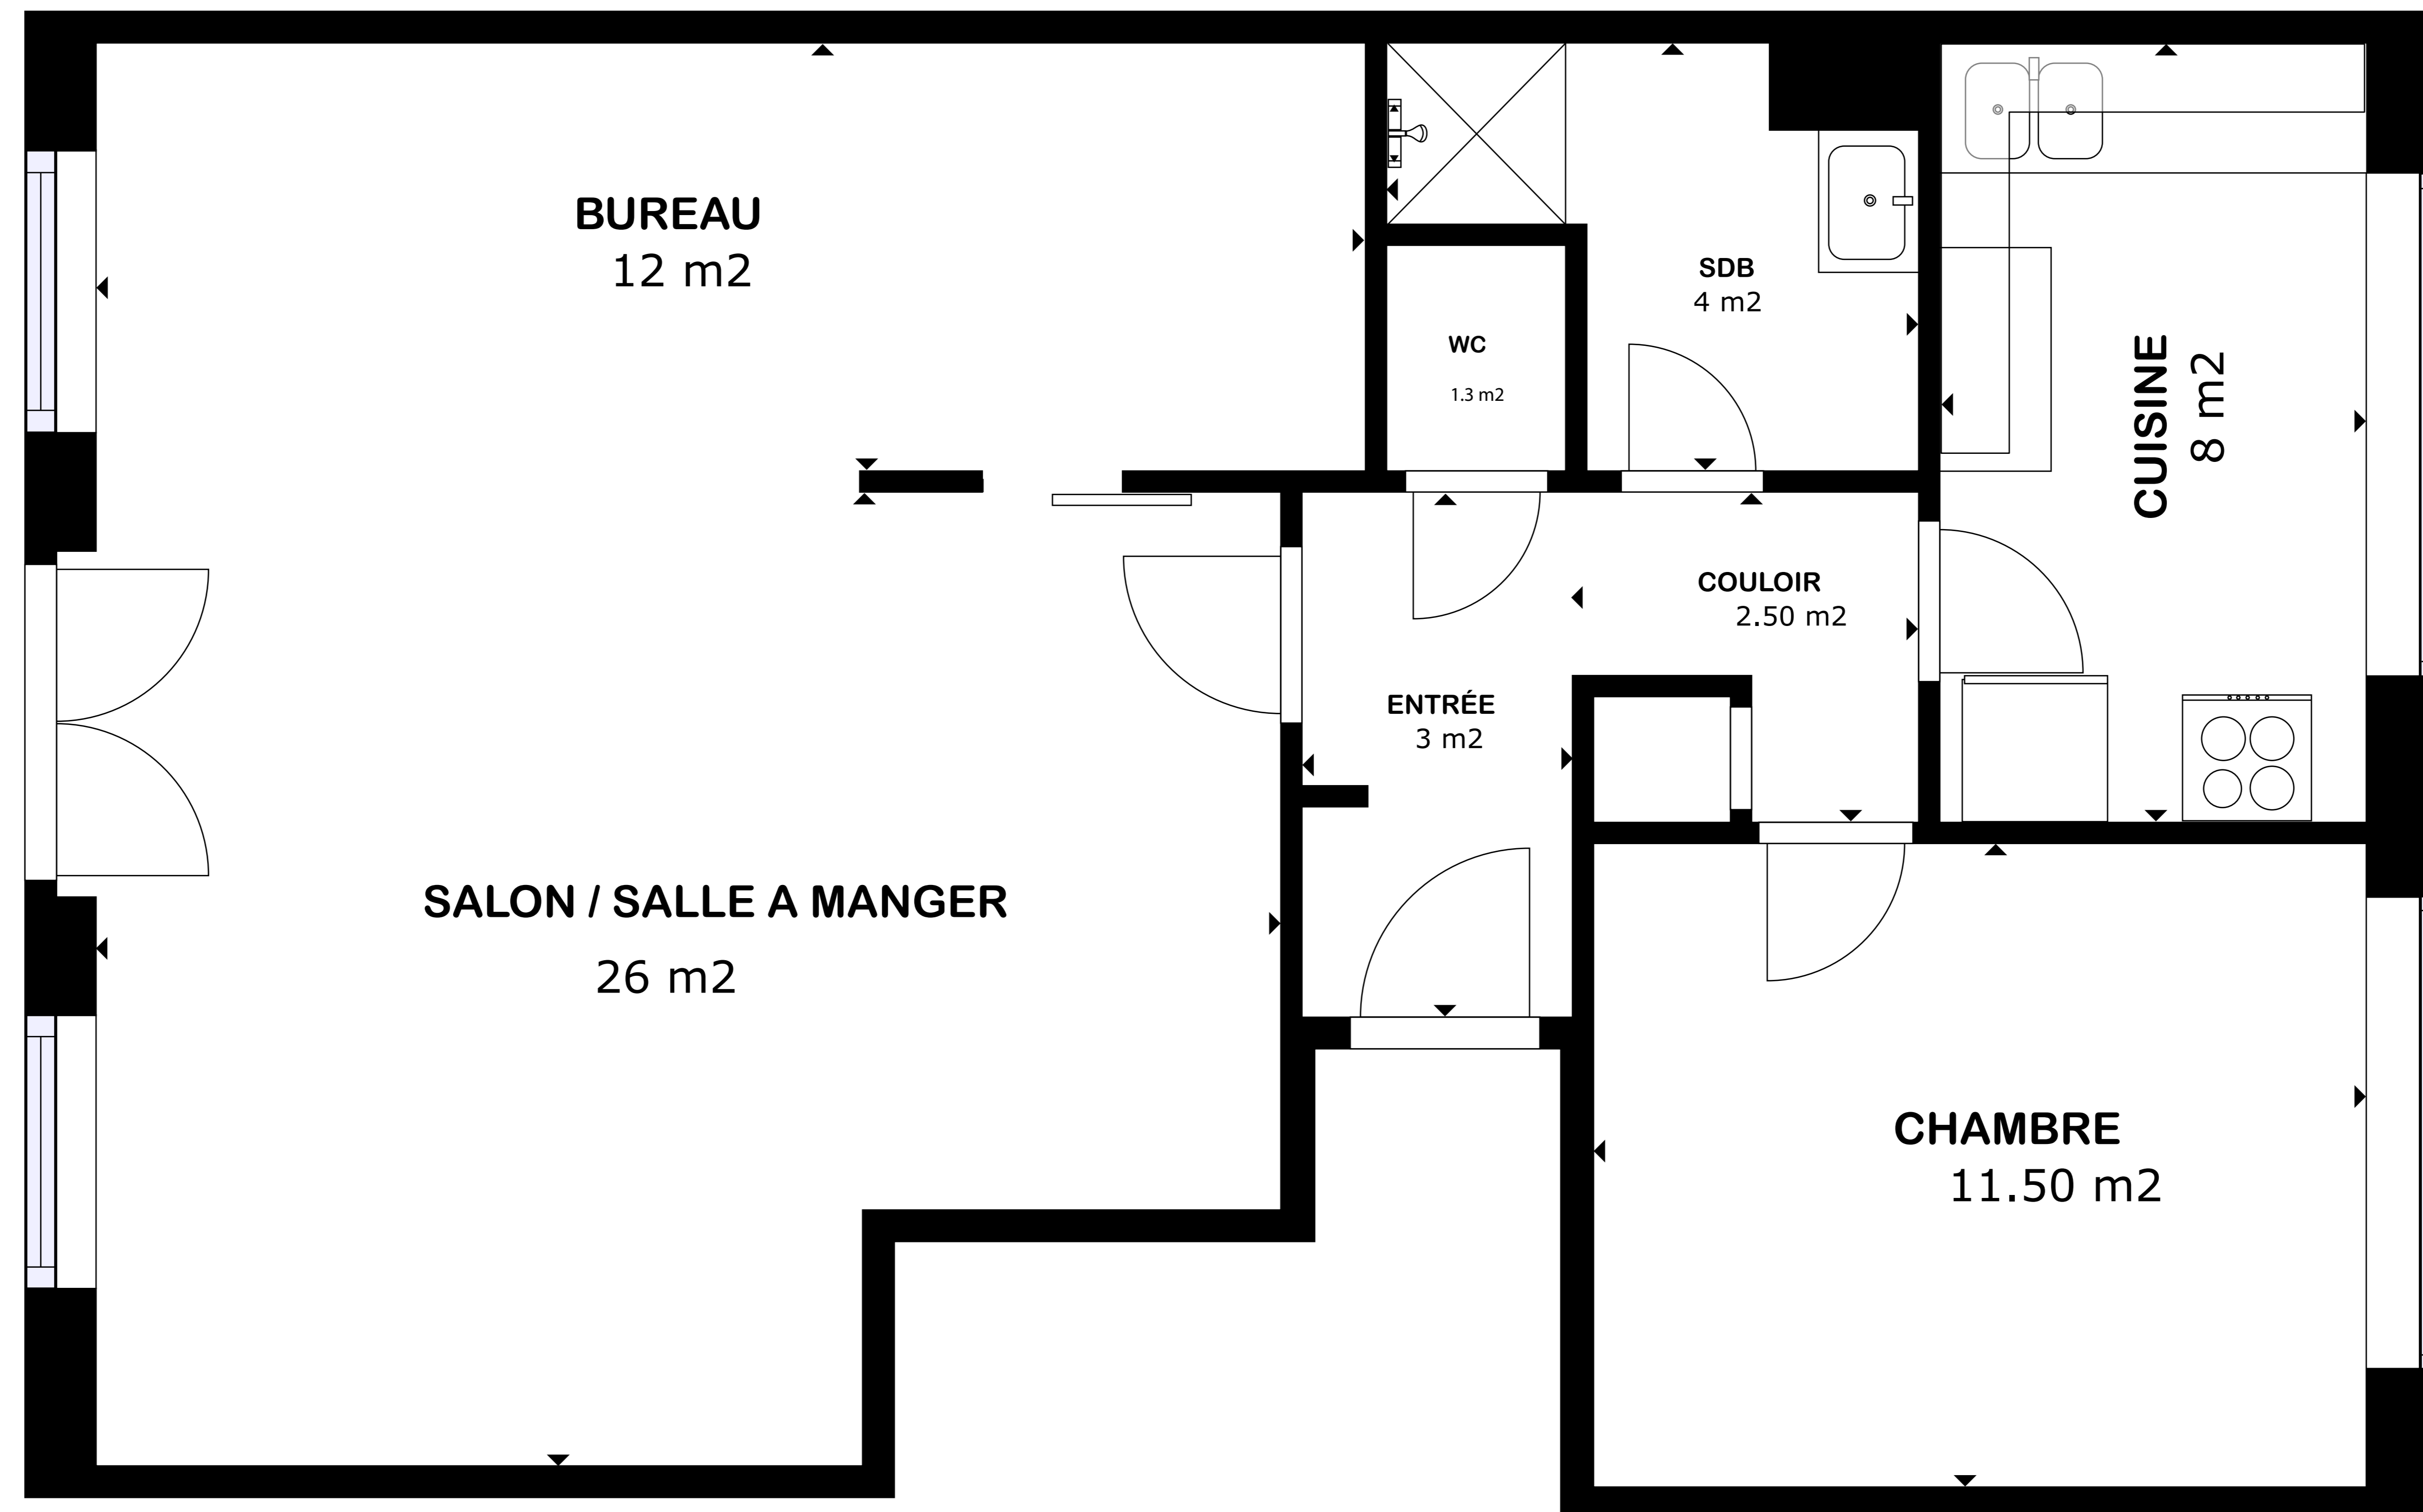 BUREAU
12 m2
SDB
4 m2
WC
1.3 m2
CUISINE
8 m2
COULOIR
2.50 m2
ENTRÉE
3 m2
SALON / SALLE A MANGER
26 m2
CHAMBRE
11.50 m2